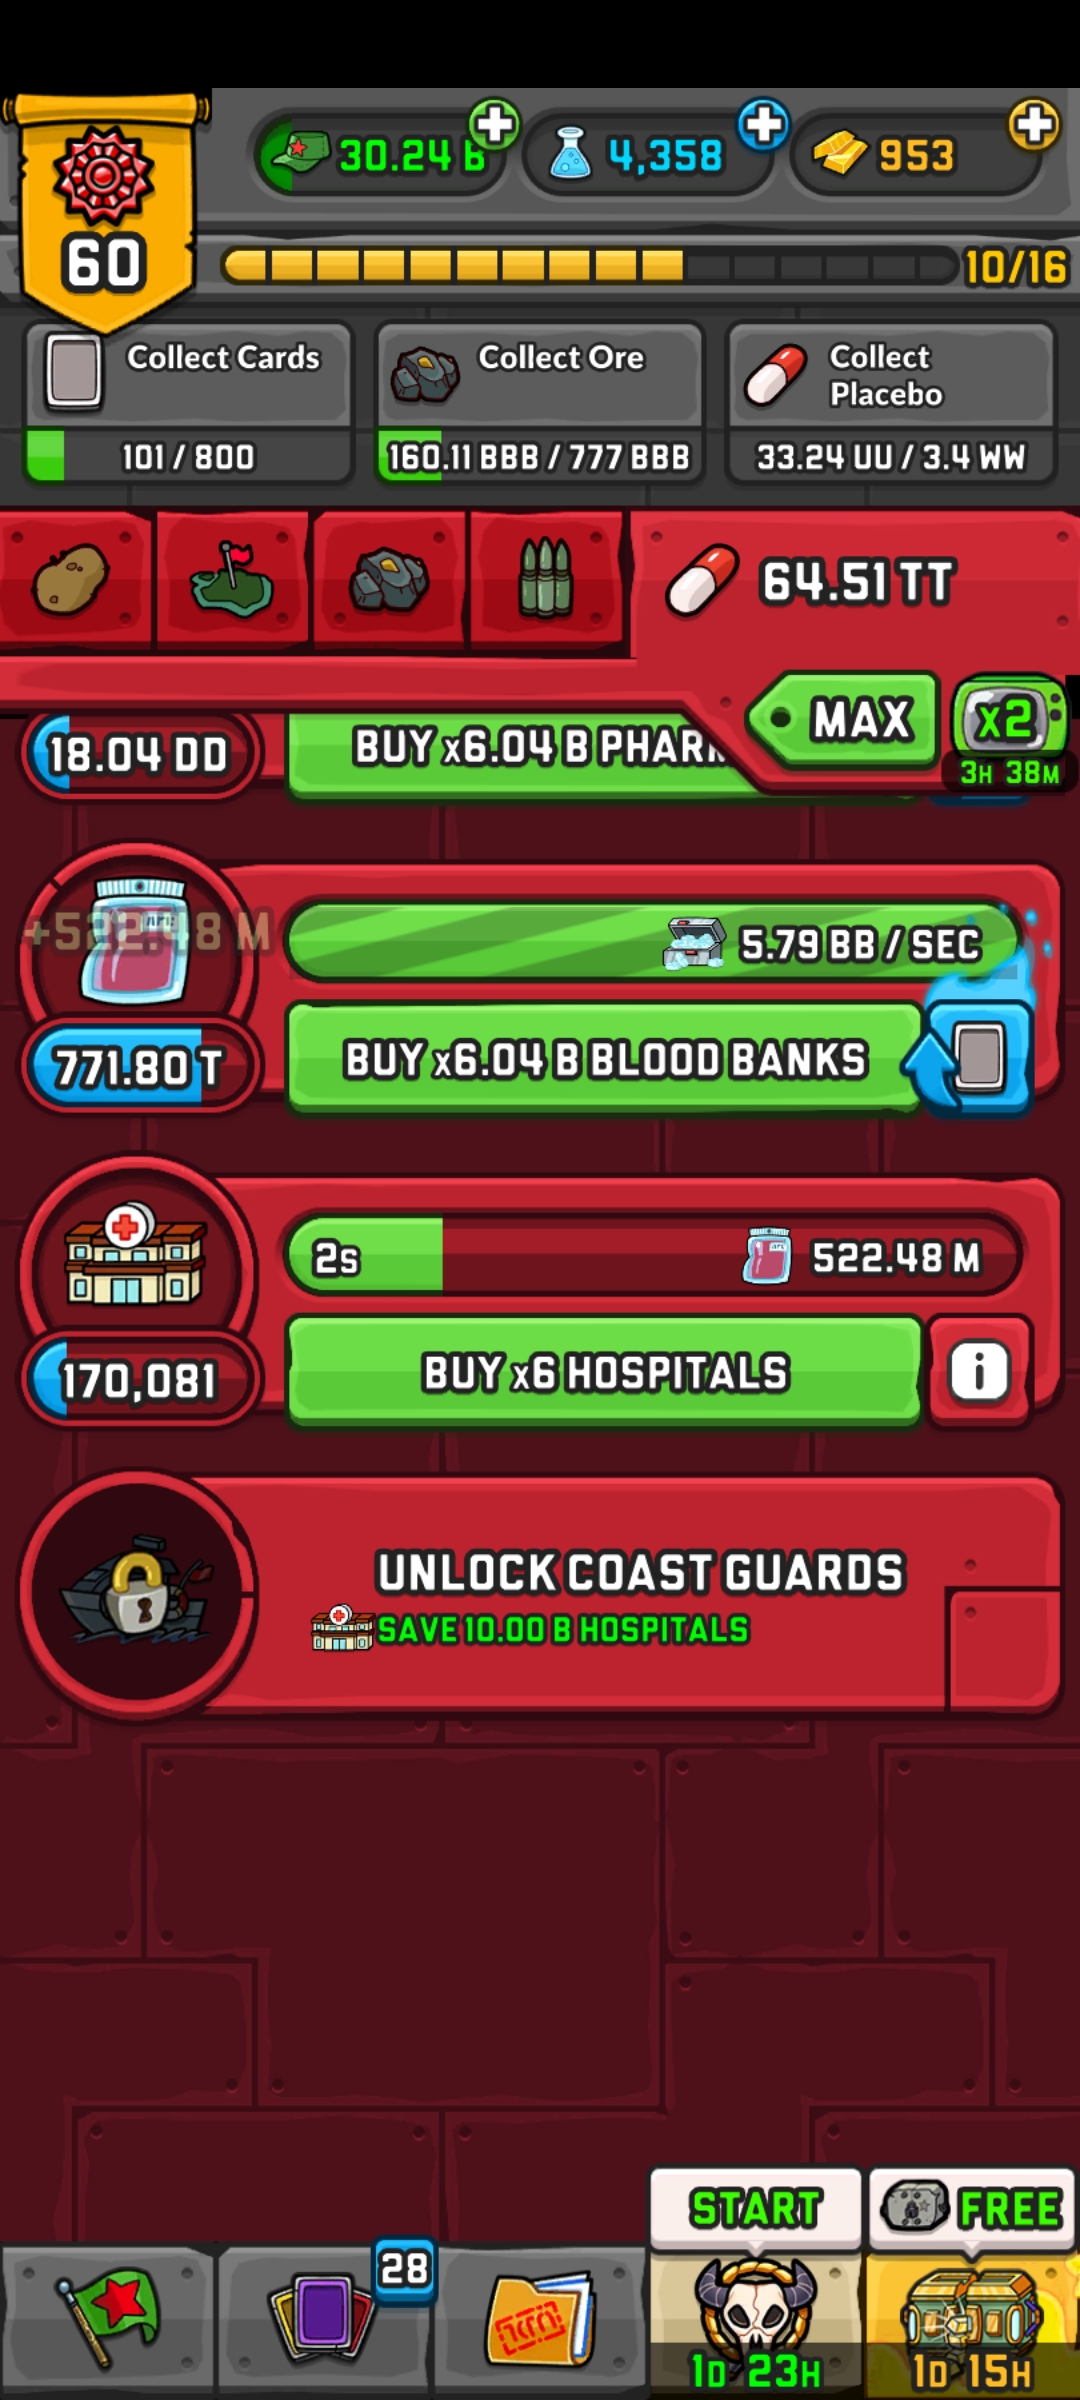 30.24 B
4,358
953
60
10/16
Collect Cards
101 / 800
Collect Ore
160.11 BBB / 777 BBB
Collect
Placebo
33.24 UU / 3.4 WW
64.51 TT
MAX
x2
3H 38M
18.04 DD
BUY x6.04 B PHARM
+522.48 M
5.79 BB / SEC
771.80 T
BUY x6.04 B BLOOD BANKS
2s
522.48 M
170,081
BUY x6 HOSPITALS
i
UNLOCK COAST GUARDS
SAVE 10.00 B HOSPITALS
START
FREE
28
1D 23H
1D 15H